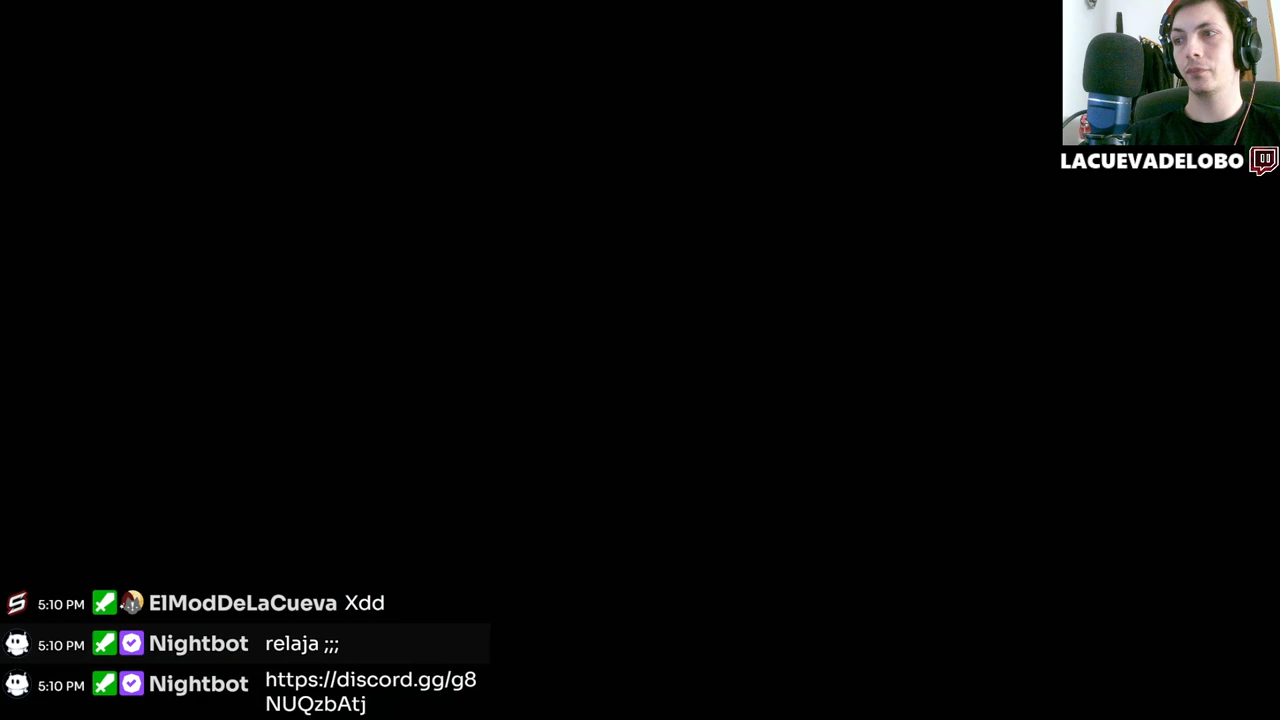 LACUEVADELOBO
5:10 PM ElModDeLaCueva Xdd
5:10 PM Nightbot relaja ;;;
5:10 PM Nightbot https://discord.gg/g8
NUQzbAtj